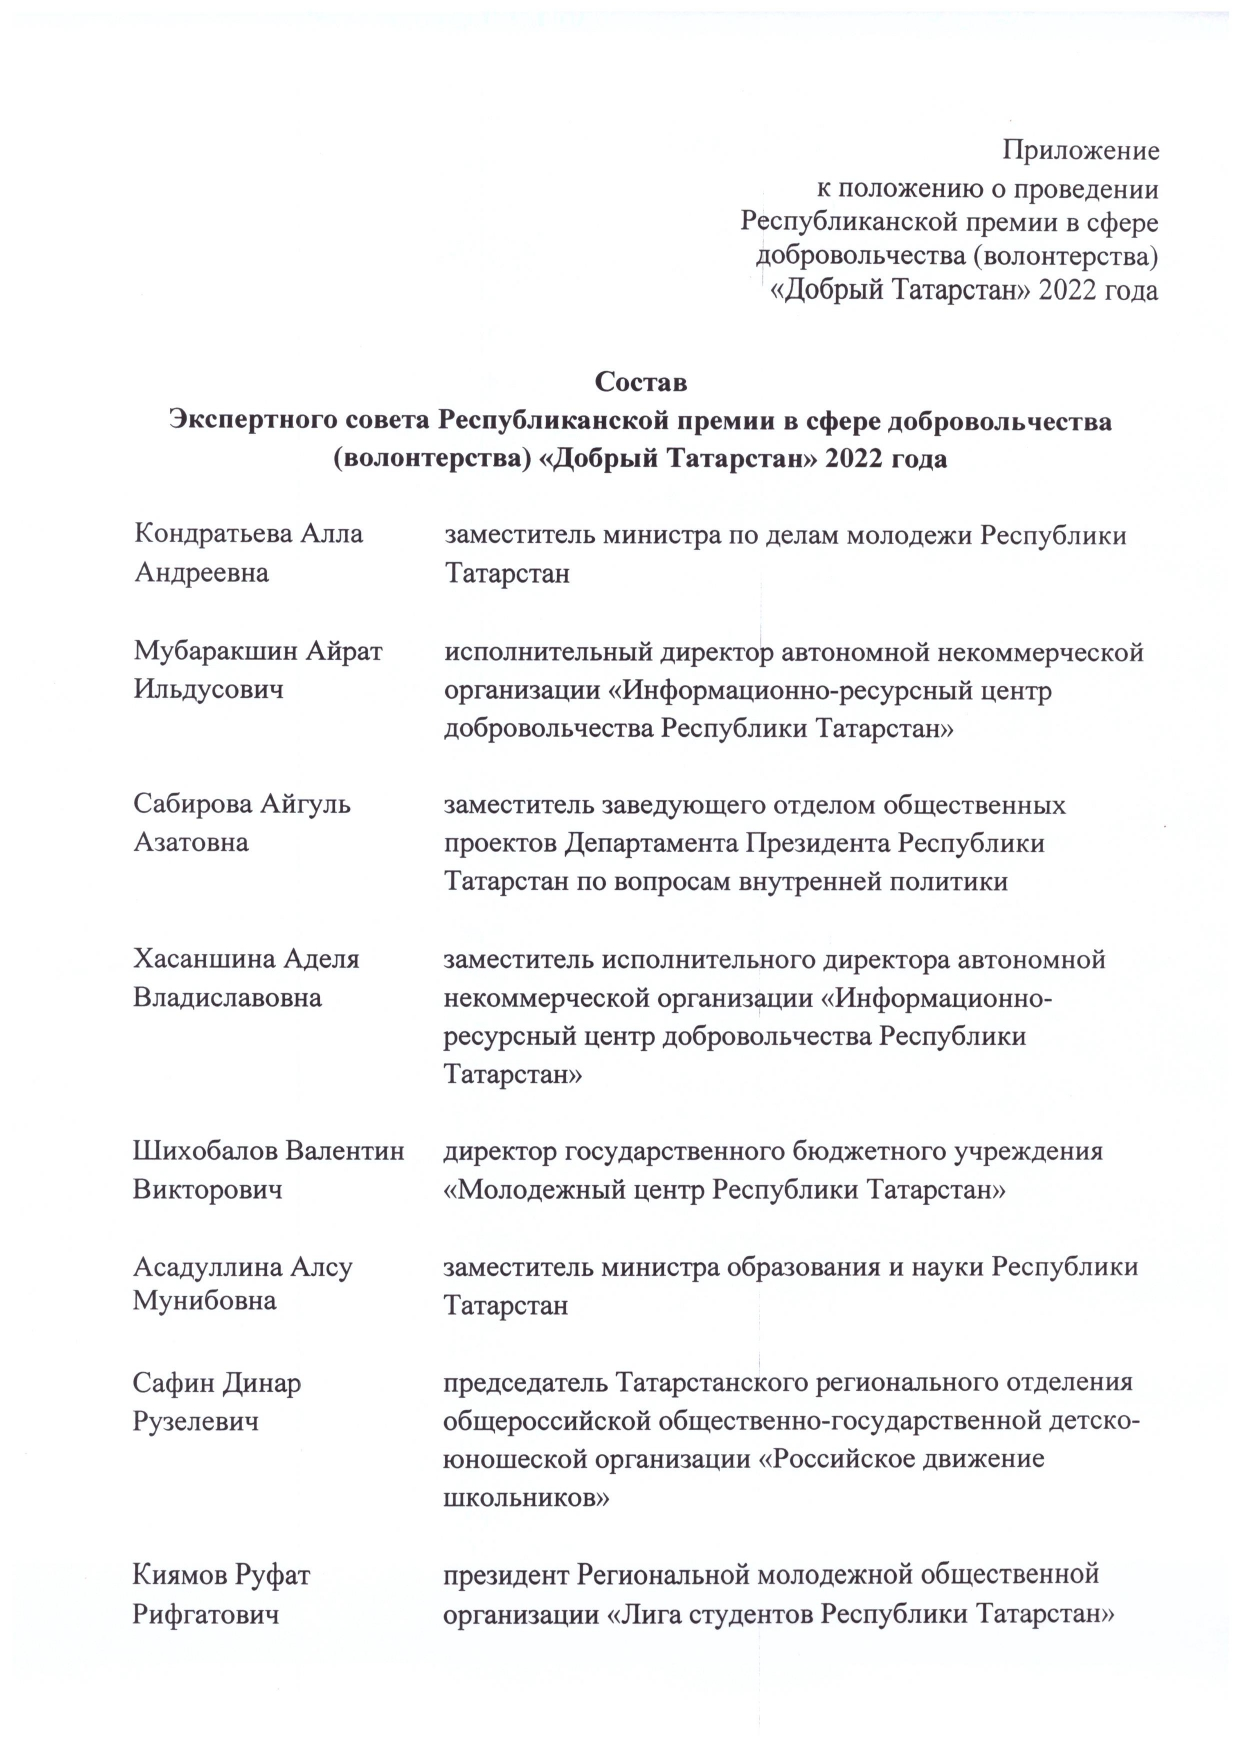 Приложение
к положению о проведении
Республиканской премии в сфере
добровольчества (волонтерства)
«Добрый Татарстан» 2022 года
Состав
Экспертного совета Республиканской премии в сфере добровольчества
(волонтерства) «Добрый Татарстан» 2022 года
Кондратьева Алла
Андреевна
заместитель министра по делам молодежи Республики
Татарстан
Мубаракшин Айрат
Ильдусович
исполнительный директор автономной некоммерческой
организации «Информационно-ресурсный центр
добровольчества Республики Татарстан»
Сабирова Айгуль
Азатовна
заместитель заведующего отделом общественных
проектов Департамента Президента Республики
Татарстан по вопросам внутренней политики
Хасаншина Аделя
Владиславовна
заместитель исполнительного директора автономной
некоммерческой организации «Информационно-
ресурсный центр добровольчества Республики
Татарстан»
Шихобалов Валентин
Викторович
директор государственного бюджетного учреждения
«Молодежный центр Республики Татарстан»
Асадуллина Алсу
Мунибовна
заместитель министра образования и науки Республики
Татарстан
Сафин Динар
Рузелевич
председатель Татарстанского регионального отделения
общероссийской общественно-государственной детско-
юношеской организации «Российское движение
школьников»
Киямов Руфат
Рифгатович
президент Региональной молодежной общественной
организации «Лига студентов Республики Татарстан»